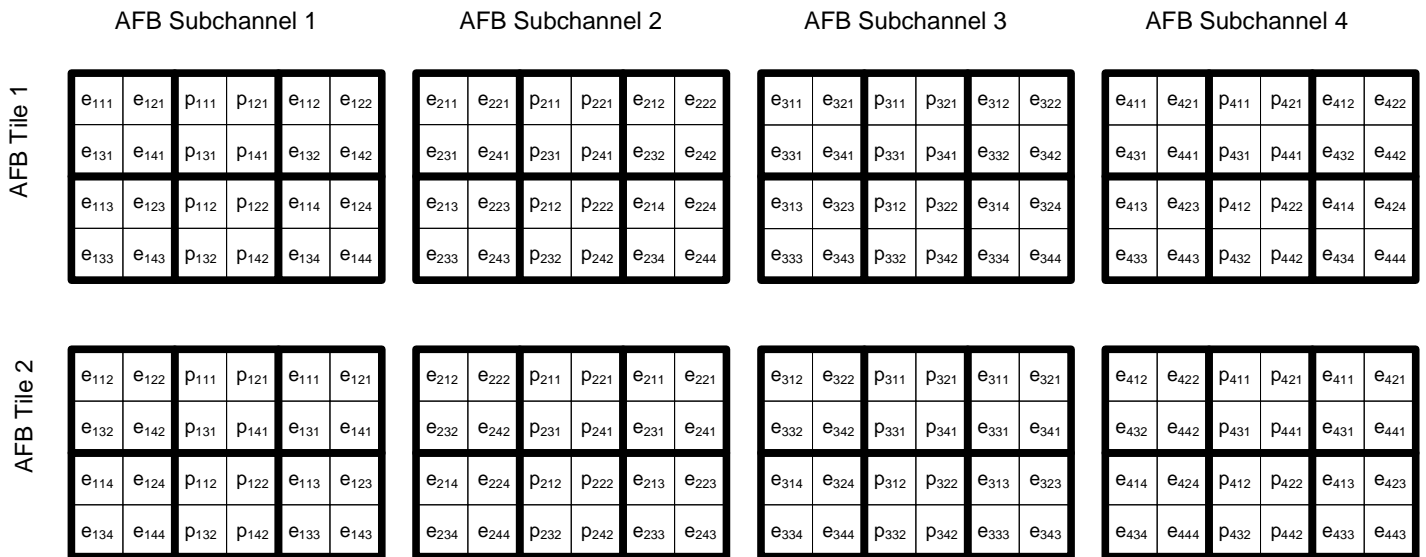 AFB Subchannel 1 AFB Subchannel 2 AFB Subchannel 3 AFB Subchannel 4
AFB Tile 1
e111 e121 p111 p121 e112 e122 e211 e221 p211 p221 e212 e222 e311 e321 p311 p321 e312 e322 e411 e421 p411 p421 e412 e422
e131 e141 p131 p141 e132 e142 e231 e241 p231 p241 e232 e242 e331 e341 p331 p341 e332 e342 e431 e441 p431 p441 e432 e442
e113 e123 p112 p122 e114 e124 e213 e223 p212 p222 e214 e224 e313 e323 p312 p322 e314 e324 e413 e423 p412 p422 e414 e424
e133 e143 p132 p142 e134 e144 e233 e243 p232 p242 e234 e244 e333 e343 p332 p342 e334 e344 e433 e443 p432 p442 e434 e444
AFB Tile 2
e112 e122 p111 p121 e111 e121 e212 e222 p211 p221 e211 e221 e312 e322 p311 p321 e311 e321 e412 e422 p411 p421 e411 e421
e132 e142 p131 p141 e131 e141 e232 e242 p231 p241 e231 e241 e332 e342 p331 p341 e331 e341 e432 e442 p431 p441 e431 e441
e114 e124 p112 p122 e113 e123 e214 e224 p212 p222 e213 e223 e314 e324 p312 p322 e313 e323 e414 e424 p412 p422 e413 e423
e134 e144 p132 p142 e133 e143 e234 e244 p232 p242 e233 e243 e334 e344 p332 p342 e333 e343 e434 e444 p432 p442 e433 e443